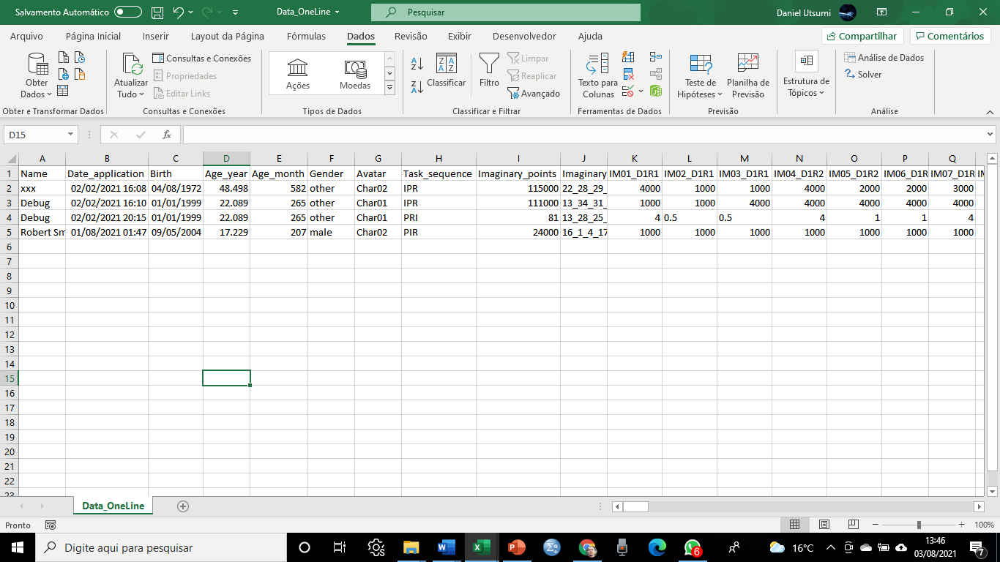 Salvamento Automático Data_OneLine Pesquisar Daniel Utsumi
Arquivo Página Inicial Inserir Layout da Página Fórmulas Dados Revisão Exibir Desenvolvedor Ajuda Compartilhar Comentários
Obter Dados
Obter e Transformar Dados
Atualizar Tudo
Consultas e Conexões
Propriedades
Editar Links
Consultas e Conexões
Ações Moedas
Tipos de Dados
Classificar
Filtro
Limpar
Reaplicar
Avançado
Classificar e Filtrar
Texto para Colunas
Ferramentas de Dados
Teste de Hipóteses
Planilha de Previsão
Previsão
Estrutura de Tópicos
Análise de Dados
Solver
Análise
D15 fx
A B C D E F G H I J K L M N O P Q
1 Name Date_application Birth Age_year Age_month Gender Avatar Task_sequence Imaginary_points Imaginary IM01_D1R1 IM02_D1R1 IM03_D1R1 IM04_D1R2 IM05_D1R2 IM06_D1R IM07_D1R
2 xxx 02/02/2021 16:08 04/08/1972 48.498 582 other Char02 IPR 115000 22_28_29_ 4000 1000 1000 4000 2000 2000 3000
3 Debug 02/02/2021 16:10 01/01/1999 22.089 265 other Char01 IPR 111000 13_34_31_ 1000 1000 4000 4000 4000 4000 4000
4 Debug 02/02/2021 20:15 01/01/1999 22.089 265 other Char01 PRI 81 13_28_25_ 4 0.5 0.5 4 1 1 4
5 Robert Sm 01/08/2021 01:47 09/05/2004 17.229 207 male Char02 PIR 24000 16_1_4_17 1000 1000 1000 1000 1000 1000 1000
6
7
8
9
10
11
12
13
14
15
16
17
18
19
20
21
22
23
Data_OneLine
Pronto 100%
Digite aqui para pesquisar 6 16°C 13:46
03/08/2021 7